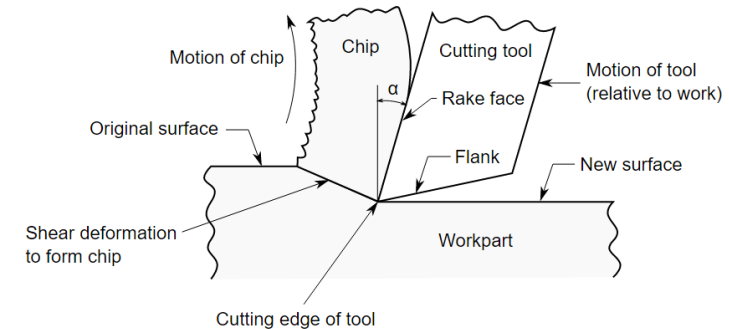 Motion of chip
Chip
Cutting tool
Motion of tool
(relative to work)
α
Rake face
Original surface
Flank
New surface
Shear deformation
to form chip
Workpart
Cutting edge of tool